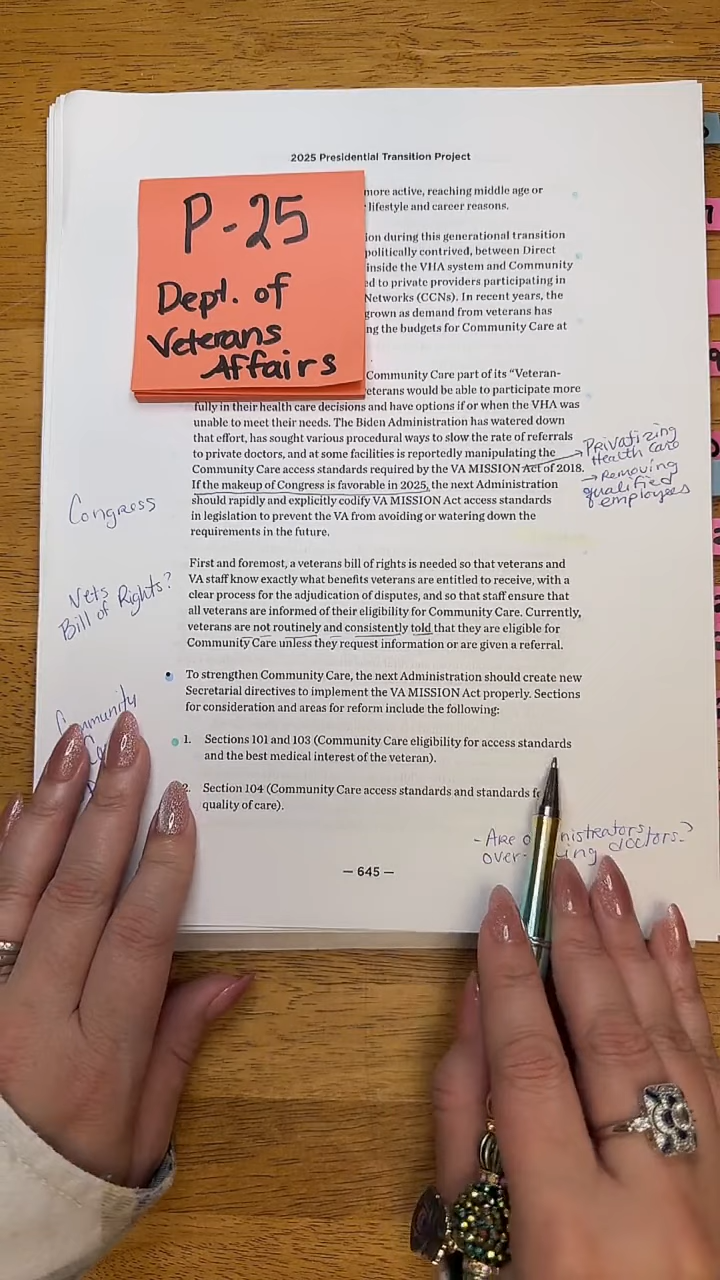 2025 Presidential Transition Project
P-25
Dept. of
Veterans
Affairs
more active, reaching middle age or
lifestyle and career reasons.
ion during this generational transition
politically contrived, between Direct
inside the VHA system and Community
ed to private providers participating in
Networks (CCNs). In recent years, the
grown as demand from veterans has
ng the budgets for Community Care at
Community Care part of its “Veteran-
eterans would be able to participate more
fully in their health care decisions and have options if or when the VHA was
unable to meet their needs. The Biden Administration has watered down
that effort, has sought various procedural ways to slow the rate of referrals
to private doctors, and at some facilities is reportedly manipulating the
Community Care access standards required by the VA MISSION Act of 2018.
If the makeup of Congress is favorable in 2025, the next Administration
should rapidly and explicitly codify VA MISSION Act access standards
in legislation to prevent the VA from avoiding or watering down the
requirements in the future.
Privatizing
Health Care
→ Removing
qualified
employees
Congress
First and foremost, a veterans bill of rights is needed so that veterans and
VA staff know exactly what benefits veterans are entitled to receive, with a
clear process for the adjudication of disputes, and so that staff ensure that
all veterans are informed of their eligibility for Community Care. Currently,
veterans are not routinely and consistently told that they are eligible for
Community Care unless they request information or are given a referral.
Vets
Bill of Rights?
• To strengthen Community Care, the next Administration should create new
Secretarial directives to implement the VA MISSION Act properly. Sections
for consideration and areas for reform include the following:
Community
1. Sections 101 and 103 (Community Care eligibility for access standards
and the best medical interest of the veteran).
2. Section 104 (Community Care access standards and standards
quality of care).
- Are
doctors?
over-
— 645 —